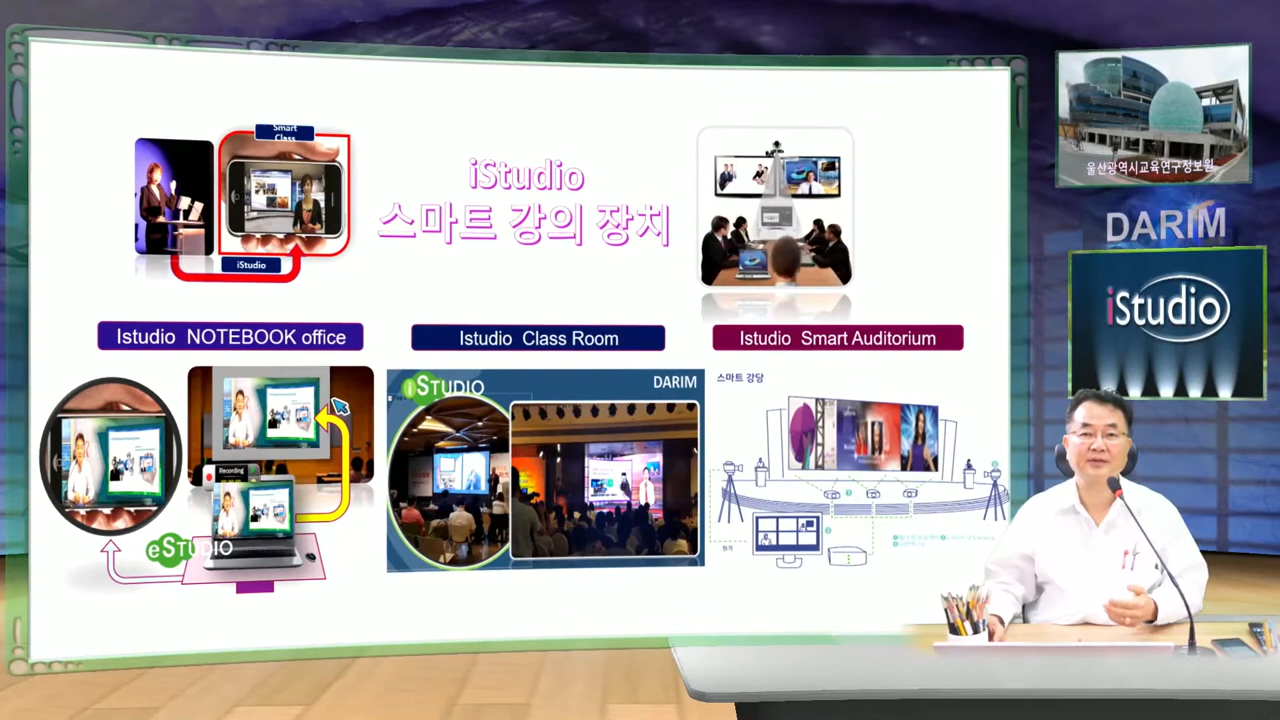 Smart
Class
iStudio
iStudio
스마트 강의 장치
울산광역시교육연구정보원
DARIM
iStudio
Istudio NOTEBOOK office
Istudio Class Room
Istudio Smart Auditorium
iSTUDIO
DARIM
스마트 강당
Recording
eSTUDIO
원격